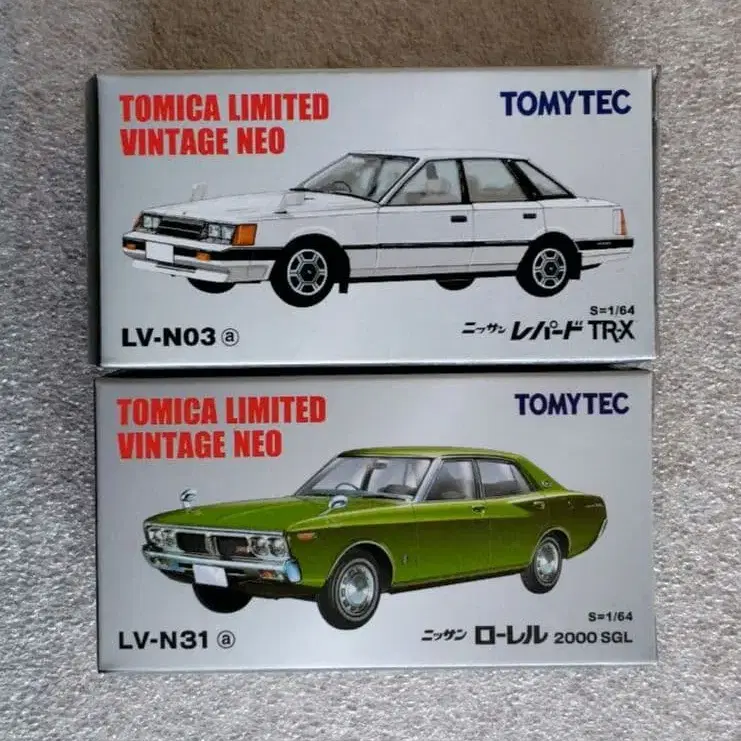 TOMICA LIMITED
VINTAGE NEO
TOMYTEC
S=1/64
LV-N03 ⓐ
ニッサン レパード TR-X
TOMICA LIMITED
VINTAGE NEO
TOMYTEC
S=1/64
LV-N31 ⓐ
ニッサン ローレル 2000 SGL